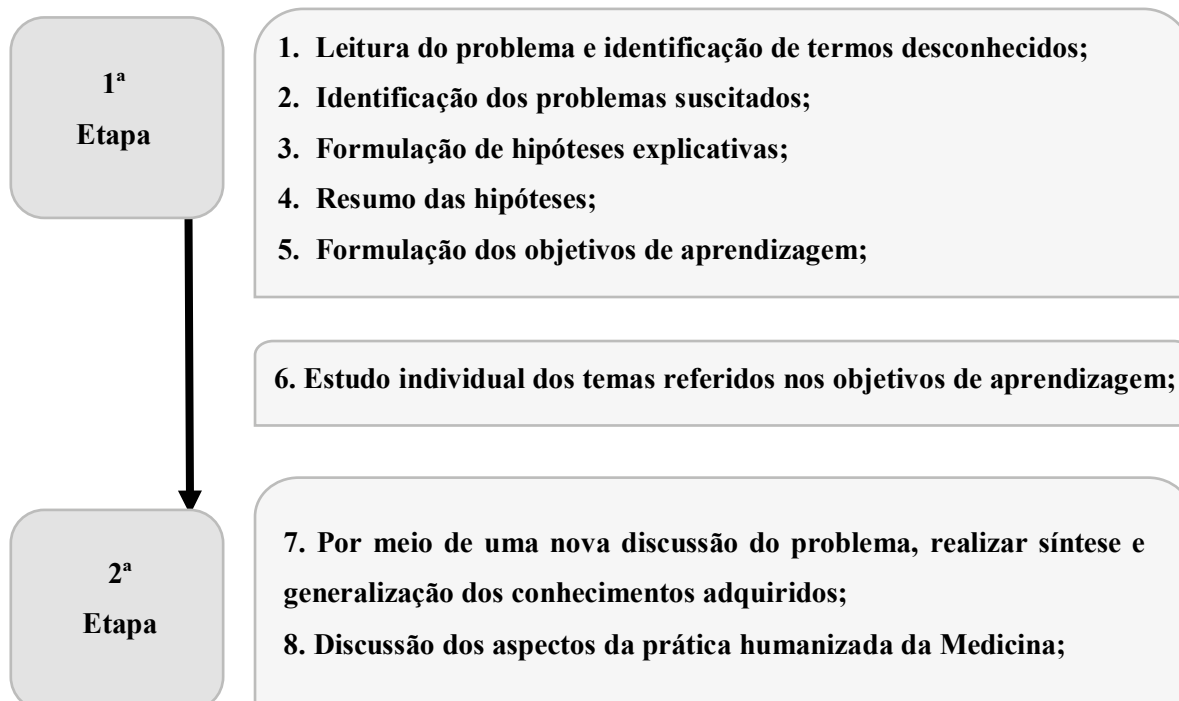 1ª
Etapa
1. Leitura do problema e identificação de termos desconhecidos;
2. Identificação dos problemas suscitados;
3. Formulação de hipóteses explicativas;
4. Resumo das hipóteses;
5. Formulação dos objetivos de aprendizagem;
6. Estudo individual dos temas referidos nos objetivos de aprendizagem;
2ª
Etapa
7. Por meio de uma nova discussão do problema, realizar síntese e
generalização dos conhecimentos adquiridos;
8. Discussão dos aspectos da prática humanizada da Medicina;